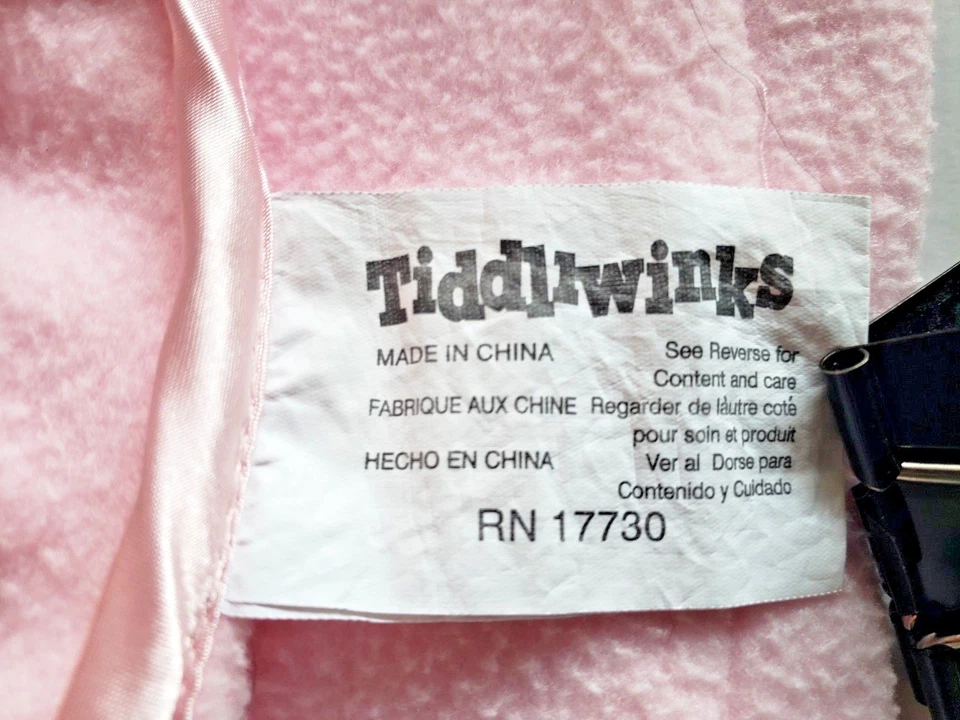 Tiddliwinks
MADE IN CHINA
See Reverse for
Content and care
FABRIQUE AUX CHINE
Regarder de làutre coté
pour soin et produit
HECHO EN CHINA
Ver al Dorse para
Contenido y Cuidado
RN 17730